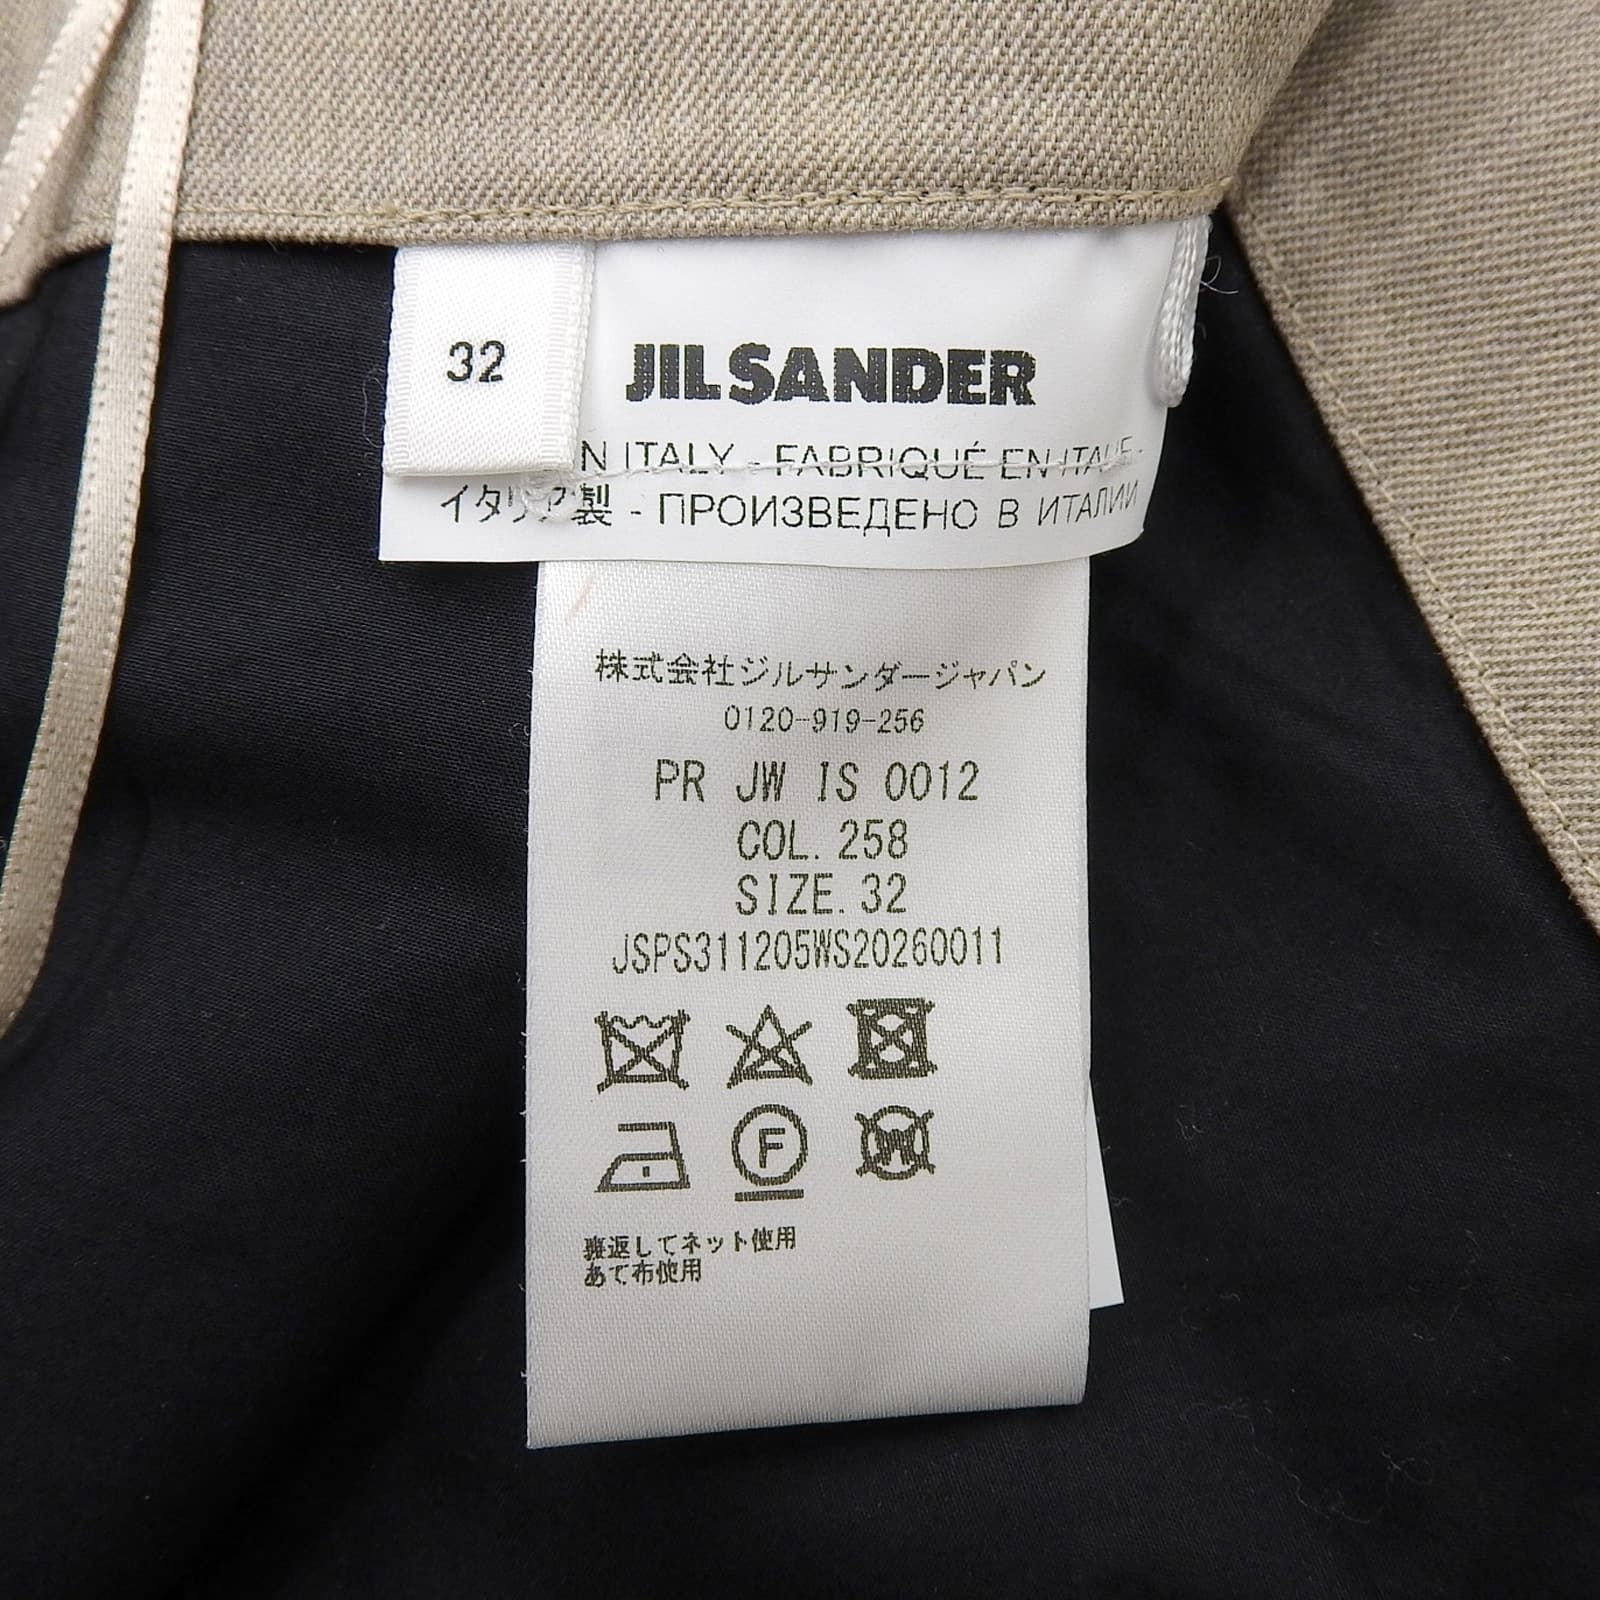 32
JIL SANDER
N ITALY - FABRIQUÉ EN ITALIE -
イタリア製 - ПРОИЗВЕДЕНО В ИТАЛИИ
株式会社ジルサンダージャパン
0120-919-256
PR JW IS 0012
COL. 258
SIZE. 32
JSPS311205WS20260011
F
W
裏返してネット使用
あて布使用